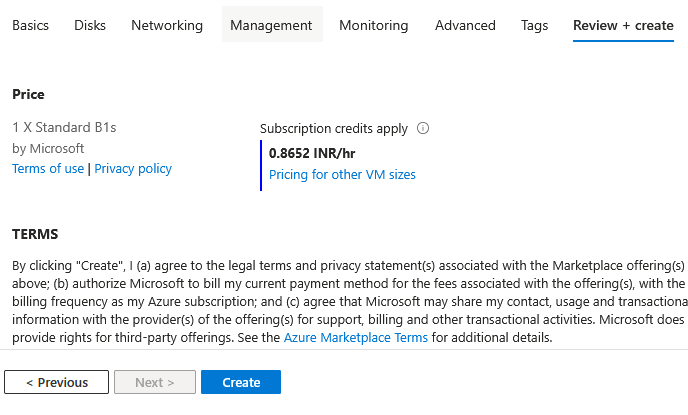 Basics Disks Networking Management Monitoring Advanced Tags Review + create
Price
1 X Standard B1s
by Microsoft
Terms of use | Privacy policy
Subscription credits apply
0.8652 INR/hr
Pricing for other VM sizes
TERMS
By clicking "Create", I (a) agree to the legal terms and privacy statement(s) associated with the Marketplace offering(s)
above; (b) authorize Microsoft to bill my current payment method for the fees associated with the offering(s), with the
billing frequency as my Azure subscription; and (c) agree that Microsoft may share my contact, usage and transactiona
information with the provider(s) of the offering(s) for support, billing and other transactional activities. Microsoft does
provide rights for third-party offerings. See the Azure Marketplace Terms for additional details.
< Previous Next > Create